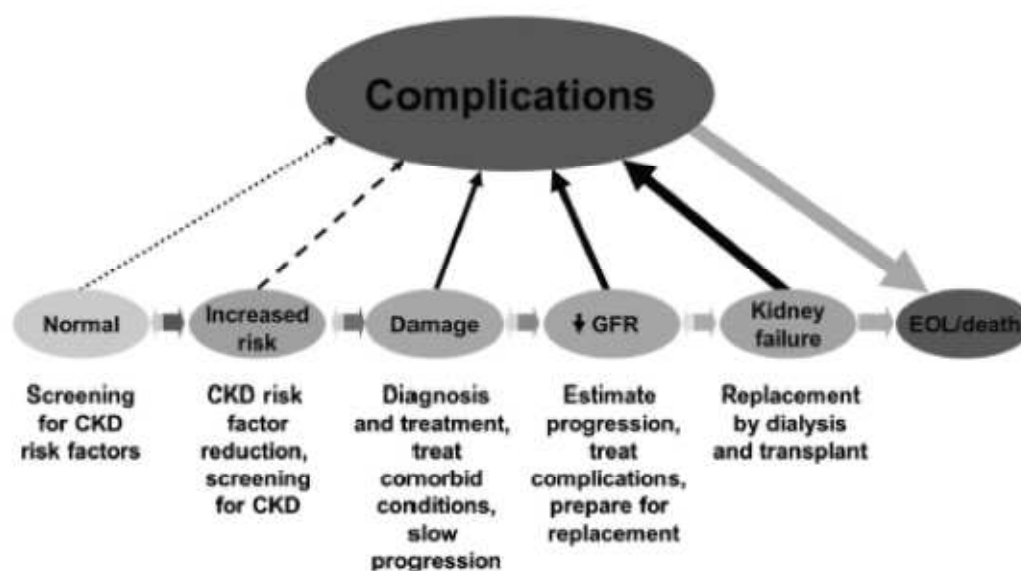 Complications
Normal
Increased
risk
Damage
↓ GFR
Kidney
failure
EOL/death
Screening
for CKD
risk factors
CKD risk
factor
reduction,
screening
for CKD
Diagnosis
and treatment,
treat
comorbid
conditions,
slow
progression
Estimate
progression,
treat
complications,
prepare for
replacement
Replacement
by dialysis
and transplant